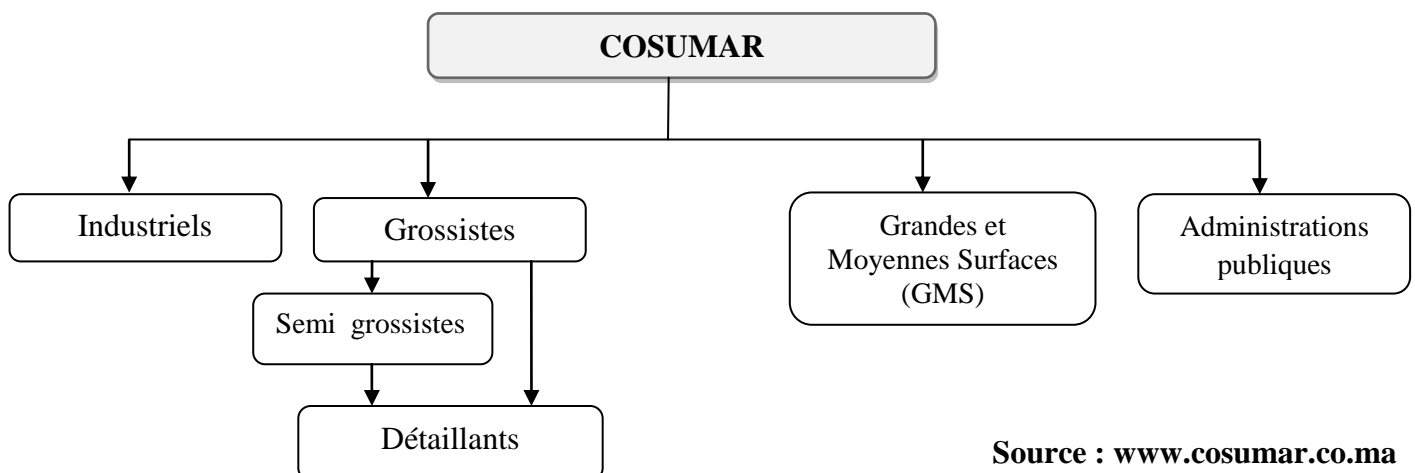 COSUMAR
Industriels
Grossistes
Grandes et
Moyennes Surfaces
(GMS)
Administrations
publiques
Semi grossistes
Détaillants
Source : www.cosumar.co.ma